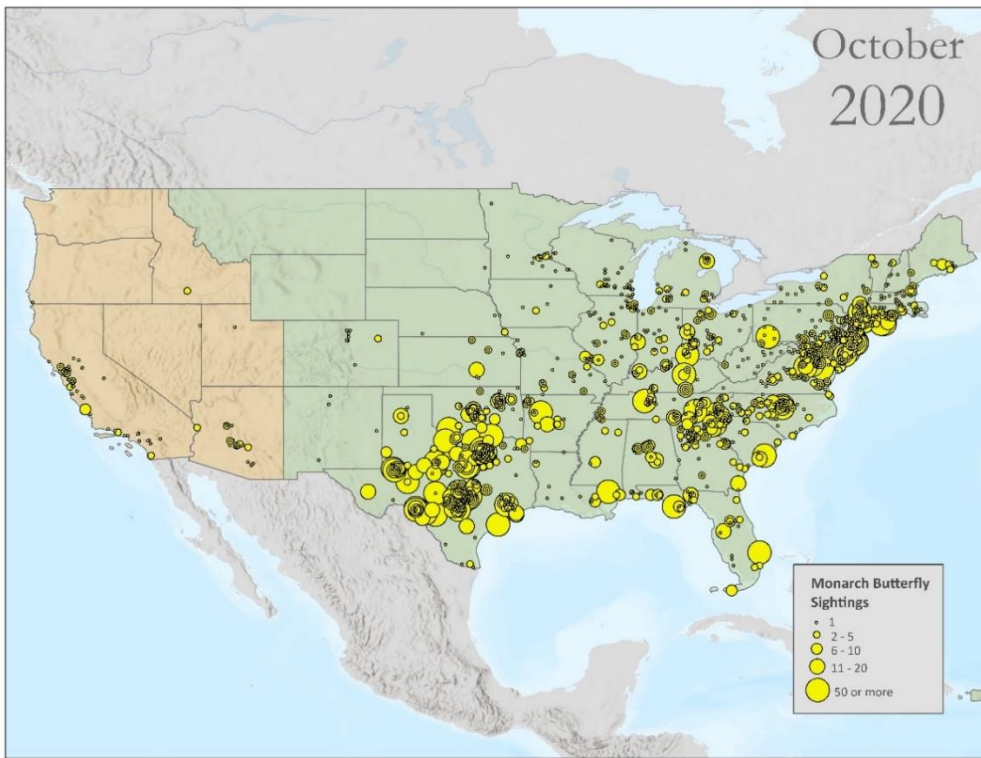 October
2020
Monarch Butterfly
Sightings
1
2 - 5
6 - 10
11 - 20
50 or more